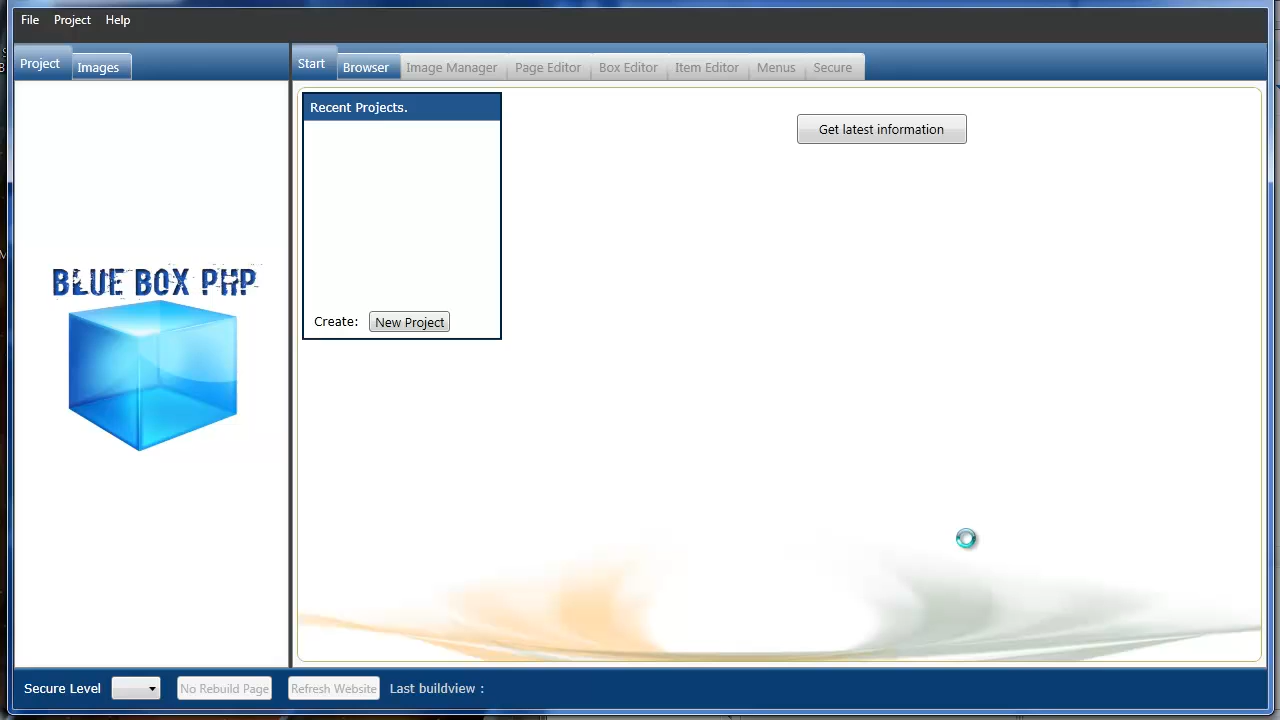 File Project Help
Project Images
Start Browser Image Manager Page Editor Box Editor Item Editor Menus Secure
Recent Projects.
Get latest information
BLUE BOX PHP
Create: New Project
Secure Level No Rebuild Page Refresh Website Last buildview :